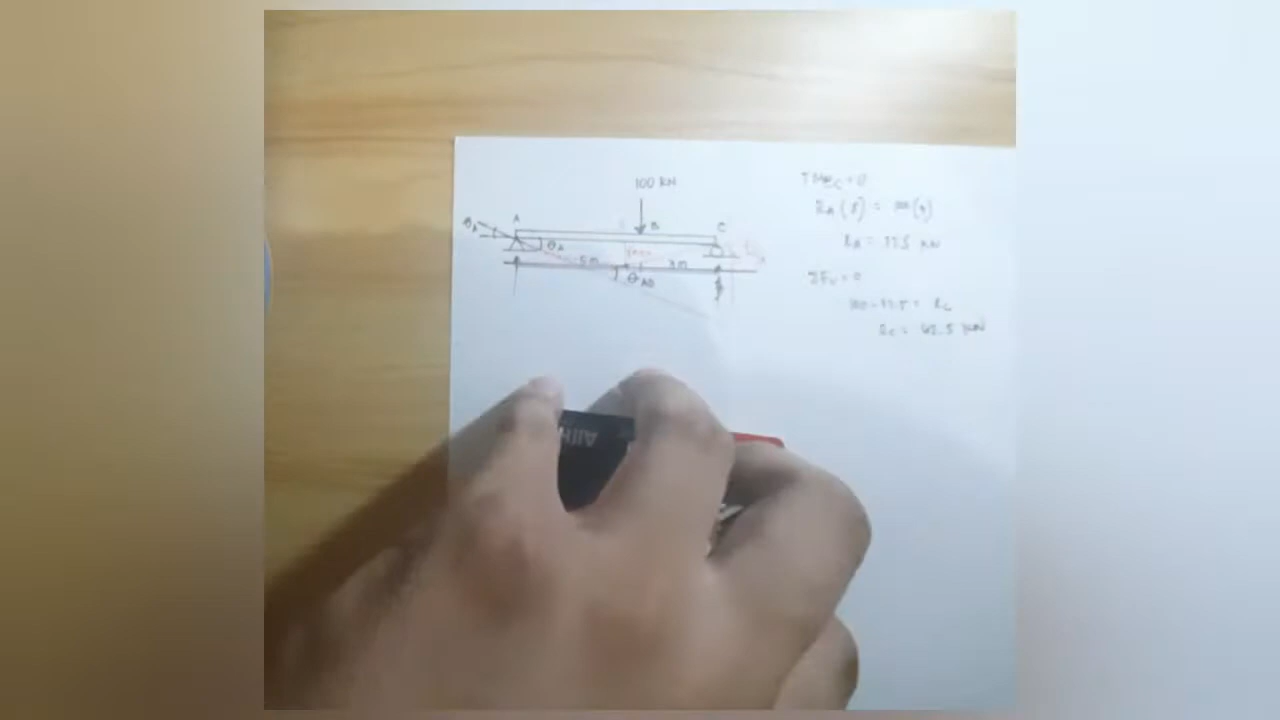 100 KN
A
B
C
θA
θA
5m
3m
θAB
ΣMC = 0
RA (8) = 100(3)
RA = 37.5 KN
ΣFV = 0
100 - 37.5 = RC
RC = 62.5 KN